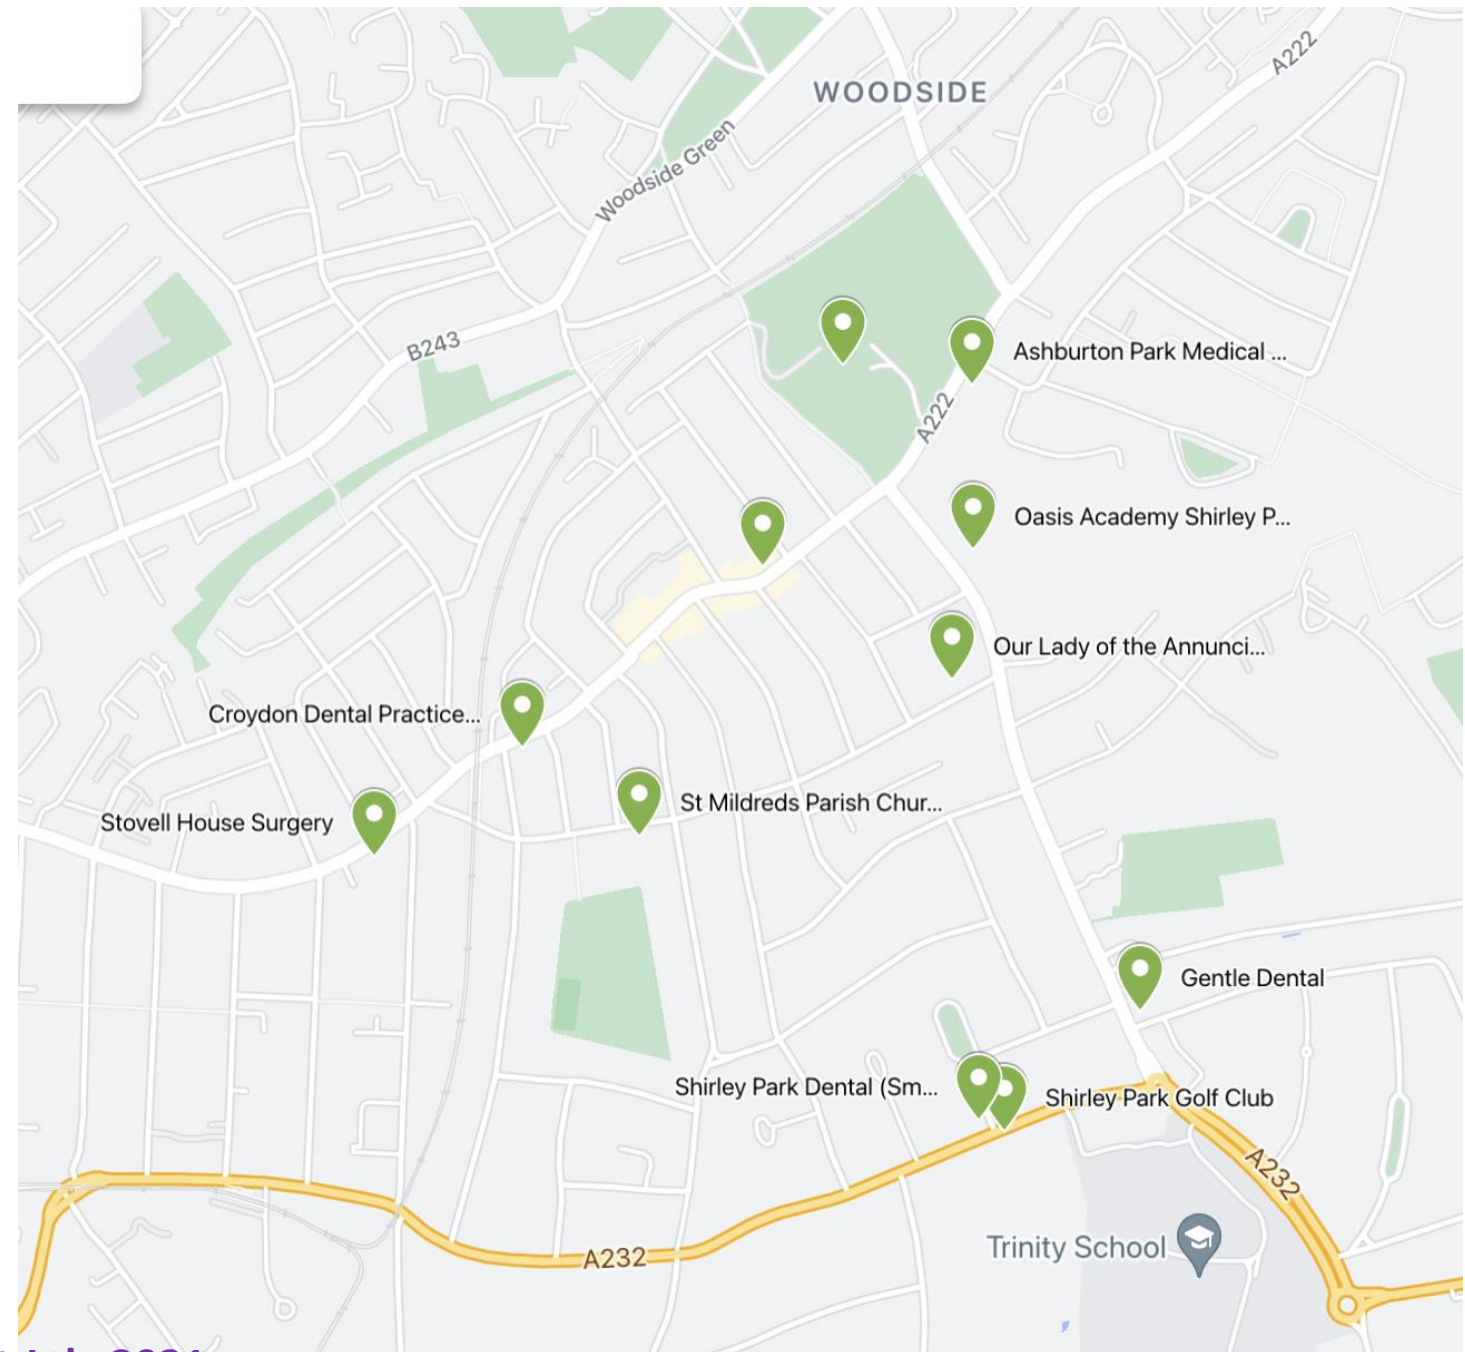 WOODSIDE
A222
Woodside Green
B243
Ashburton Park Medical ...
A222
Oasis Academy Shirley P...
Our Lady of the Annunci...
Croydon Dental Practice...
St Mildreds Parish Chur...
Stovell House Surgery
Gentle Dental
Shirley Park Dental (Sm...
Shirley Park Golf Club
A232
Trinity School
A232